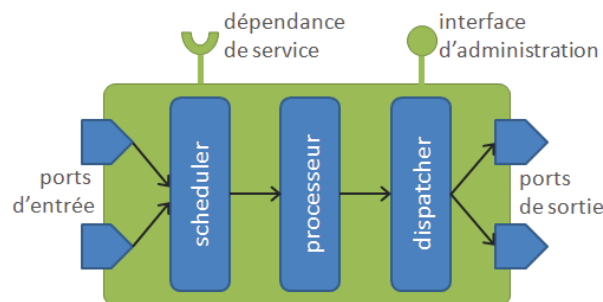 dépendance
de service
interface
d'administration
ports
d'entrée
scheduler
processeur
dispatcher
ports
de sortie